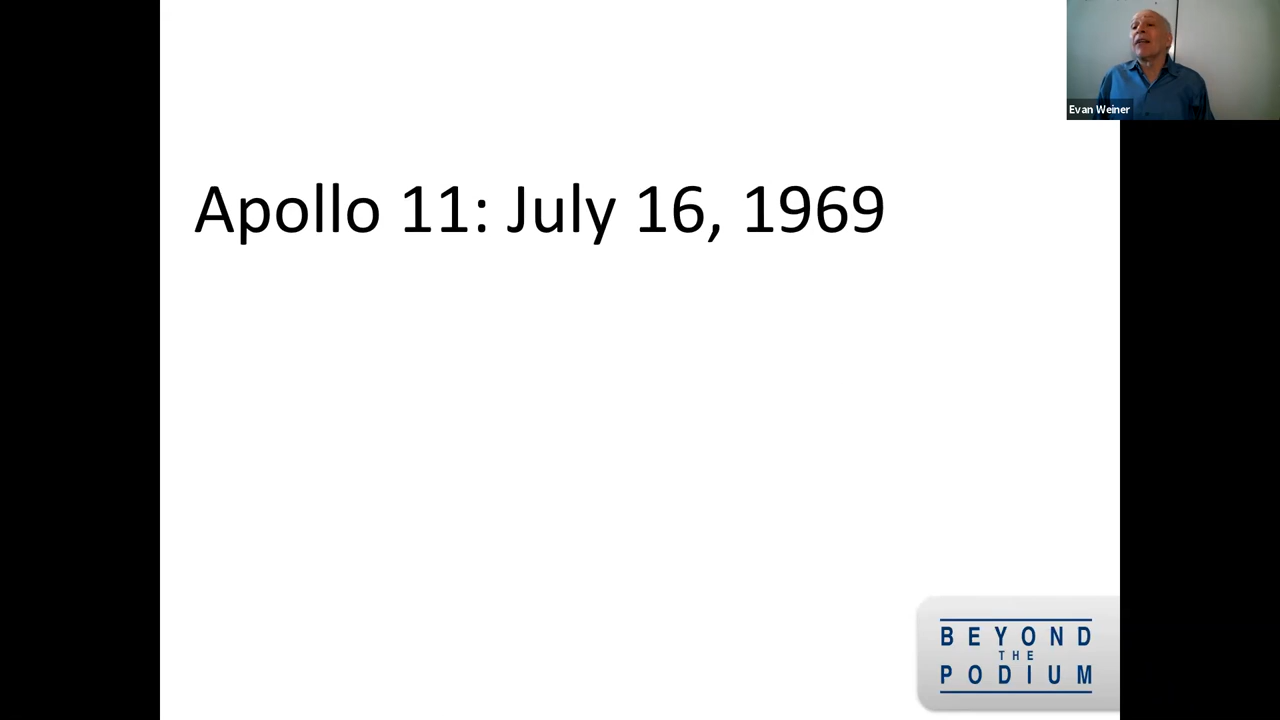 Evan Weiner
Apollo 11: July 16, 1969
BEYOND
THE
PODIUM